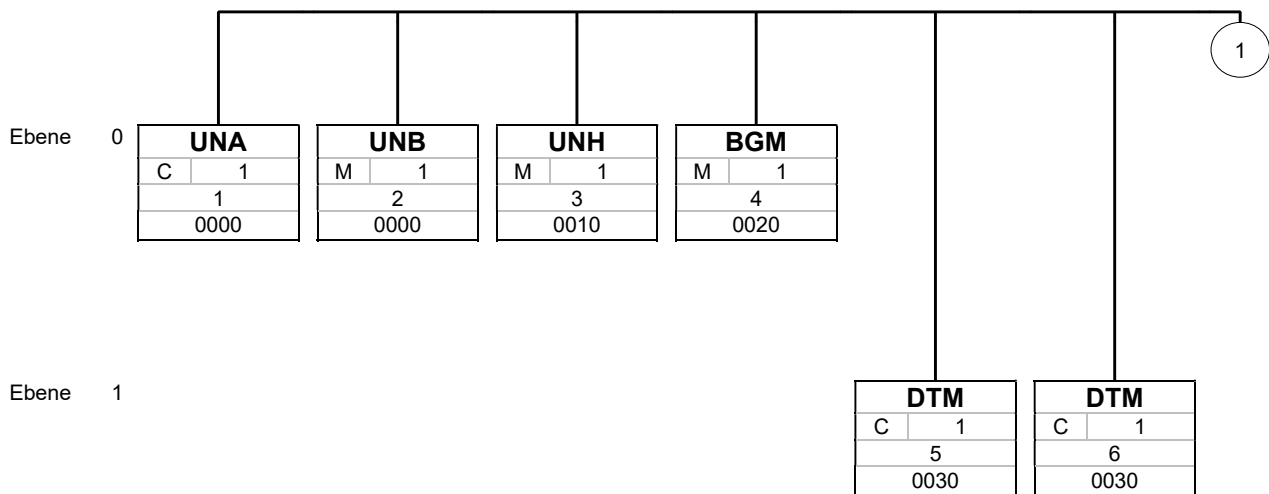 1
Ebene 0 UNA UNB UNH BGM
C 1 M 1 M 1 M 1
1 2 3 4
0000 0000 0010 0020
Ebene 1 DTM DTM
C 1 C 1
5 6
0030 0030